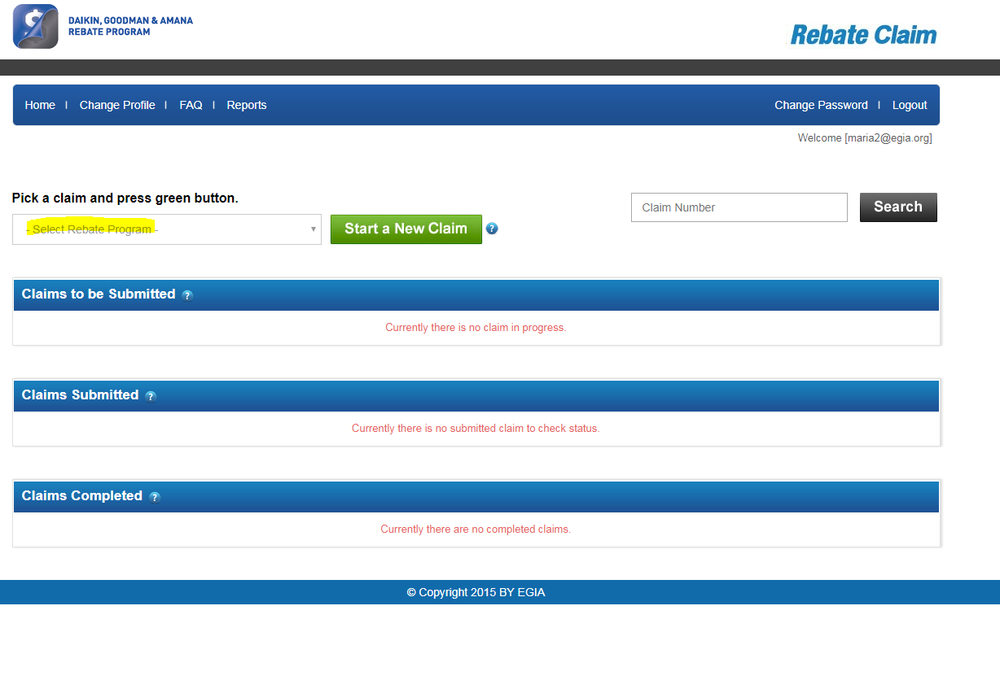 DAIKIN, GOODMAN & AMANA
REBATE PROGRAM
Rebate Claim
Home | Change Profile | FAQ | Reports
Change Password | Logout
Welcome [maria2@egia.org]
Pick a claim and press green button.
- Select Rebate Program -
Start a New Claim ?
Claim Number
Search
Claims to be Submitted ?
Currently there is no claim in progress.
Claims Submitted ?
Currently there is no submitted claim to check status.
Claims Completed ?
Currently there are no completed claims.
© Copyright 2015 BY EGIA